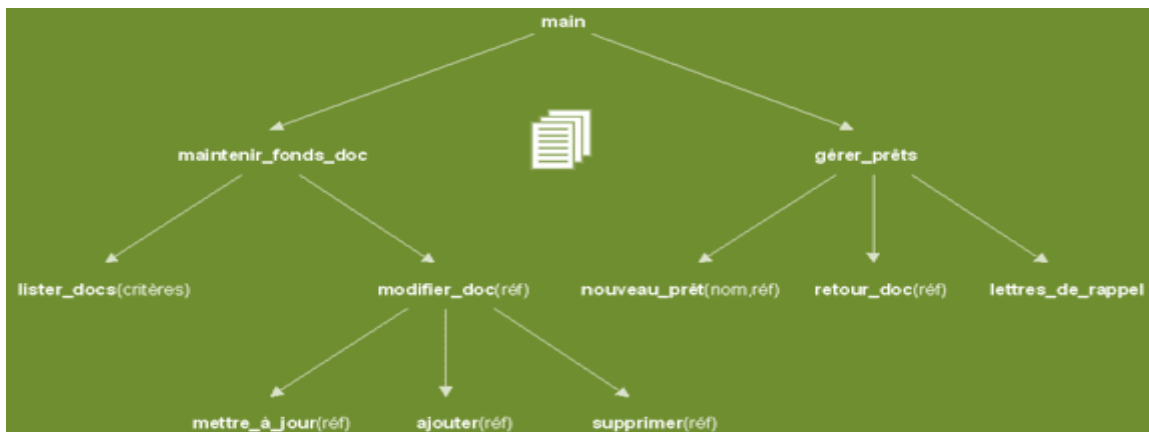 main
maintenir_fonds_doc
gérer_prêts
lister_docs(critères)
modifier_doc(réf)
nouveau_prêt(nom,réf)
retour_doc(réf)
lettres_de_rappel
mettre_à_jour(réf)
ajouter(réf)
supprimer(réf)